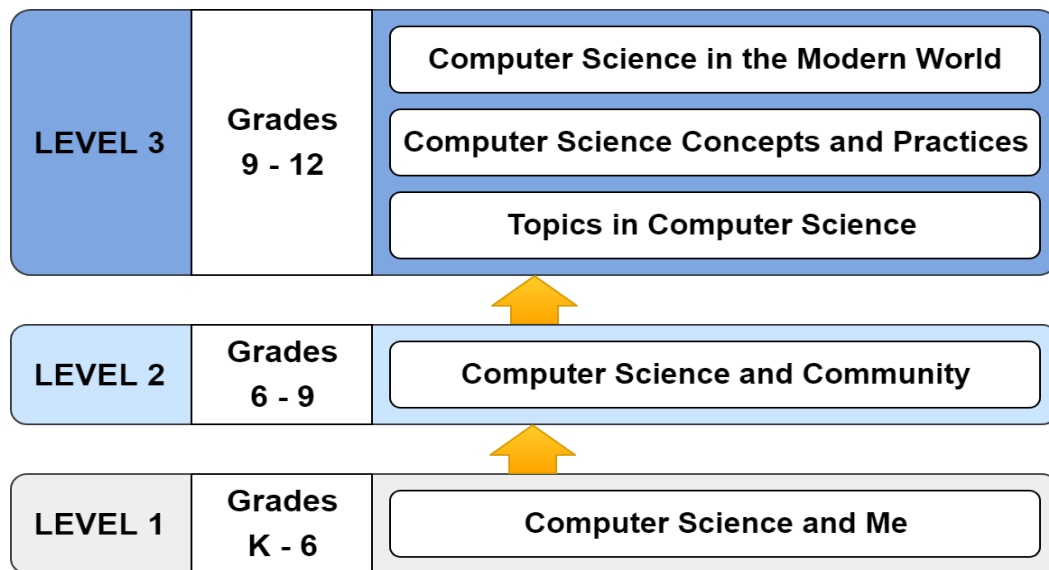 LEVEL 3
Grades
9 - 12
Computer Science in the Modern World
Computer Science Concepts and Practices
Topics in Computer Science
LEVEL 2
Grades
6 - 9
Computer Science and Community
LEVEL 1
Grades
K - 6
Computer Science and Me